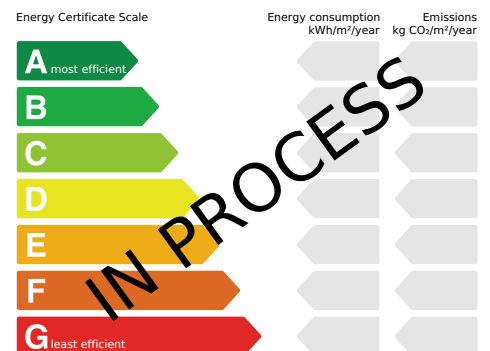 Energy Certificate Scale
Energy consumption
kWh/m²/year
Emissions
kg CO₂/m²/year
A most efficient
B
C
D
E
F
G least efficient
IN PROCESS